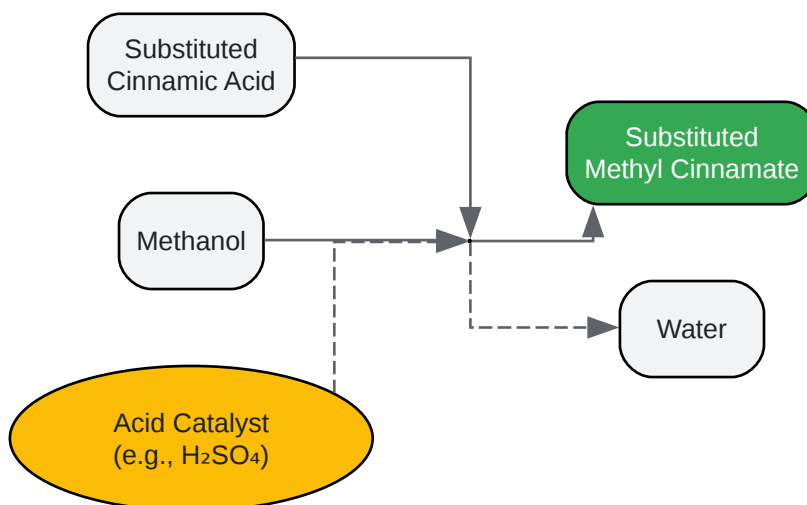 Substituted
Cinnamic Acid
Substituted
Methyl Cinnamate
Methanol
Water
Acid Catalyst
(e.g., H₂SO₄)